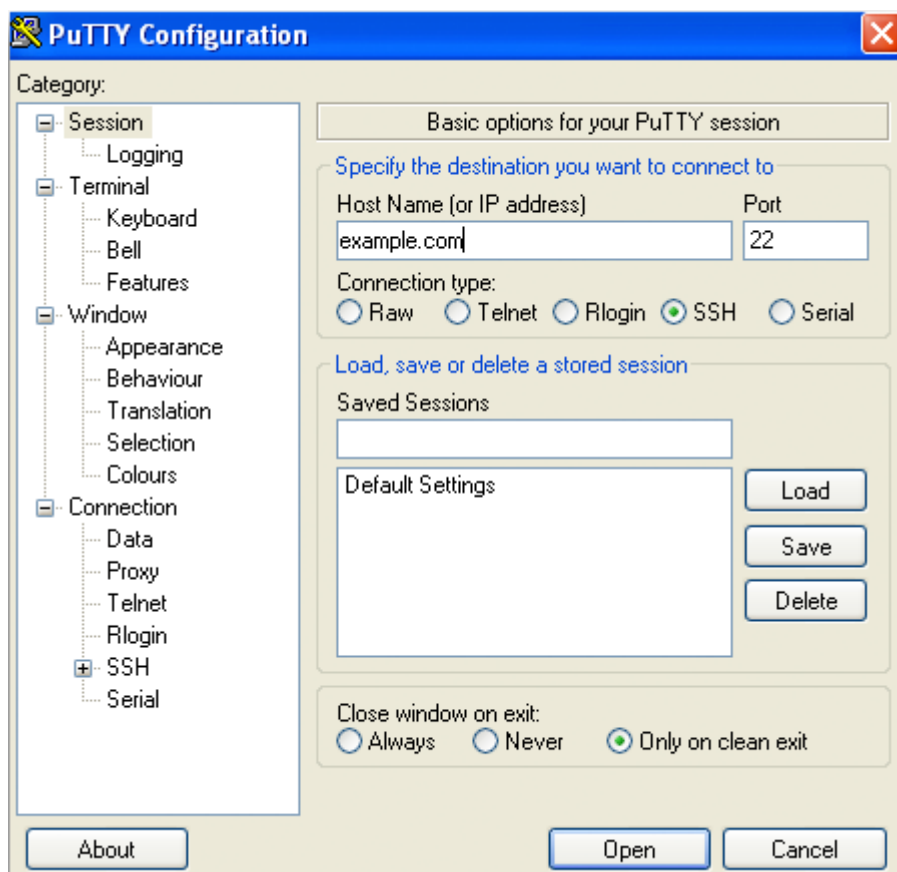 PuTTY Configuration
Category:
Session
Logging
Terminal
Keyboard
Bell
Features
Window
Appearance
Behaviour
Translation
Selection
Colours
Connection
Data
Proxy
Telnet
Rlogin
SSH
Serial
Basic options for your PuTTY session
Specify the destination you want to connect to
Host Name (or IP address) Port
example.com 22
Connection type:
Raw Telnet Rlogin SSH Serial
Load, save or delete a stored session
Saved Sessions
Default Settings
Load
Save
Delete
Close window on exit:
Always Never Only on clean exit
About Open Cancel